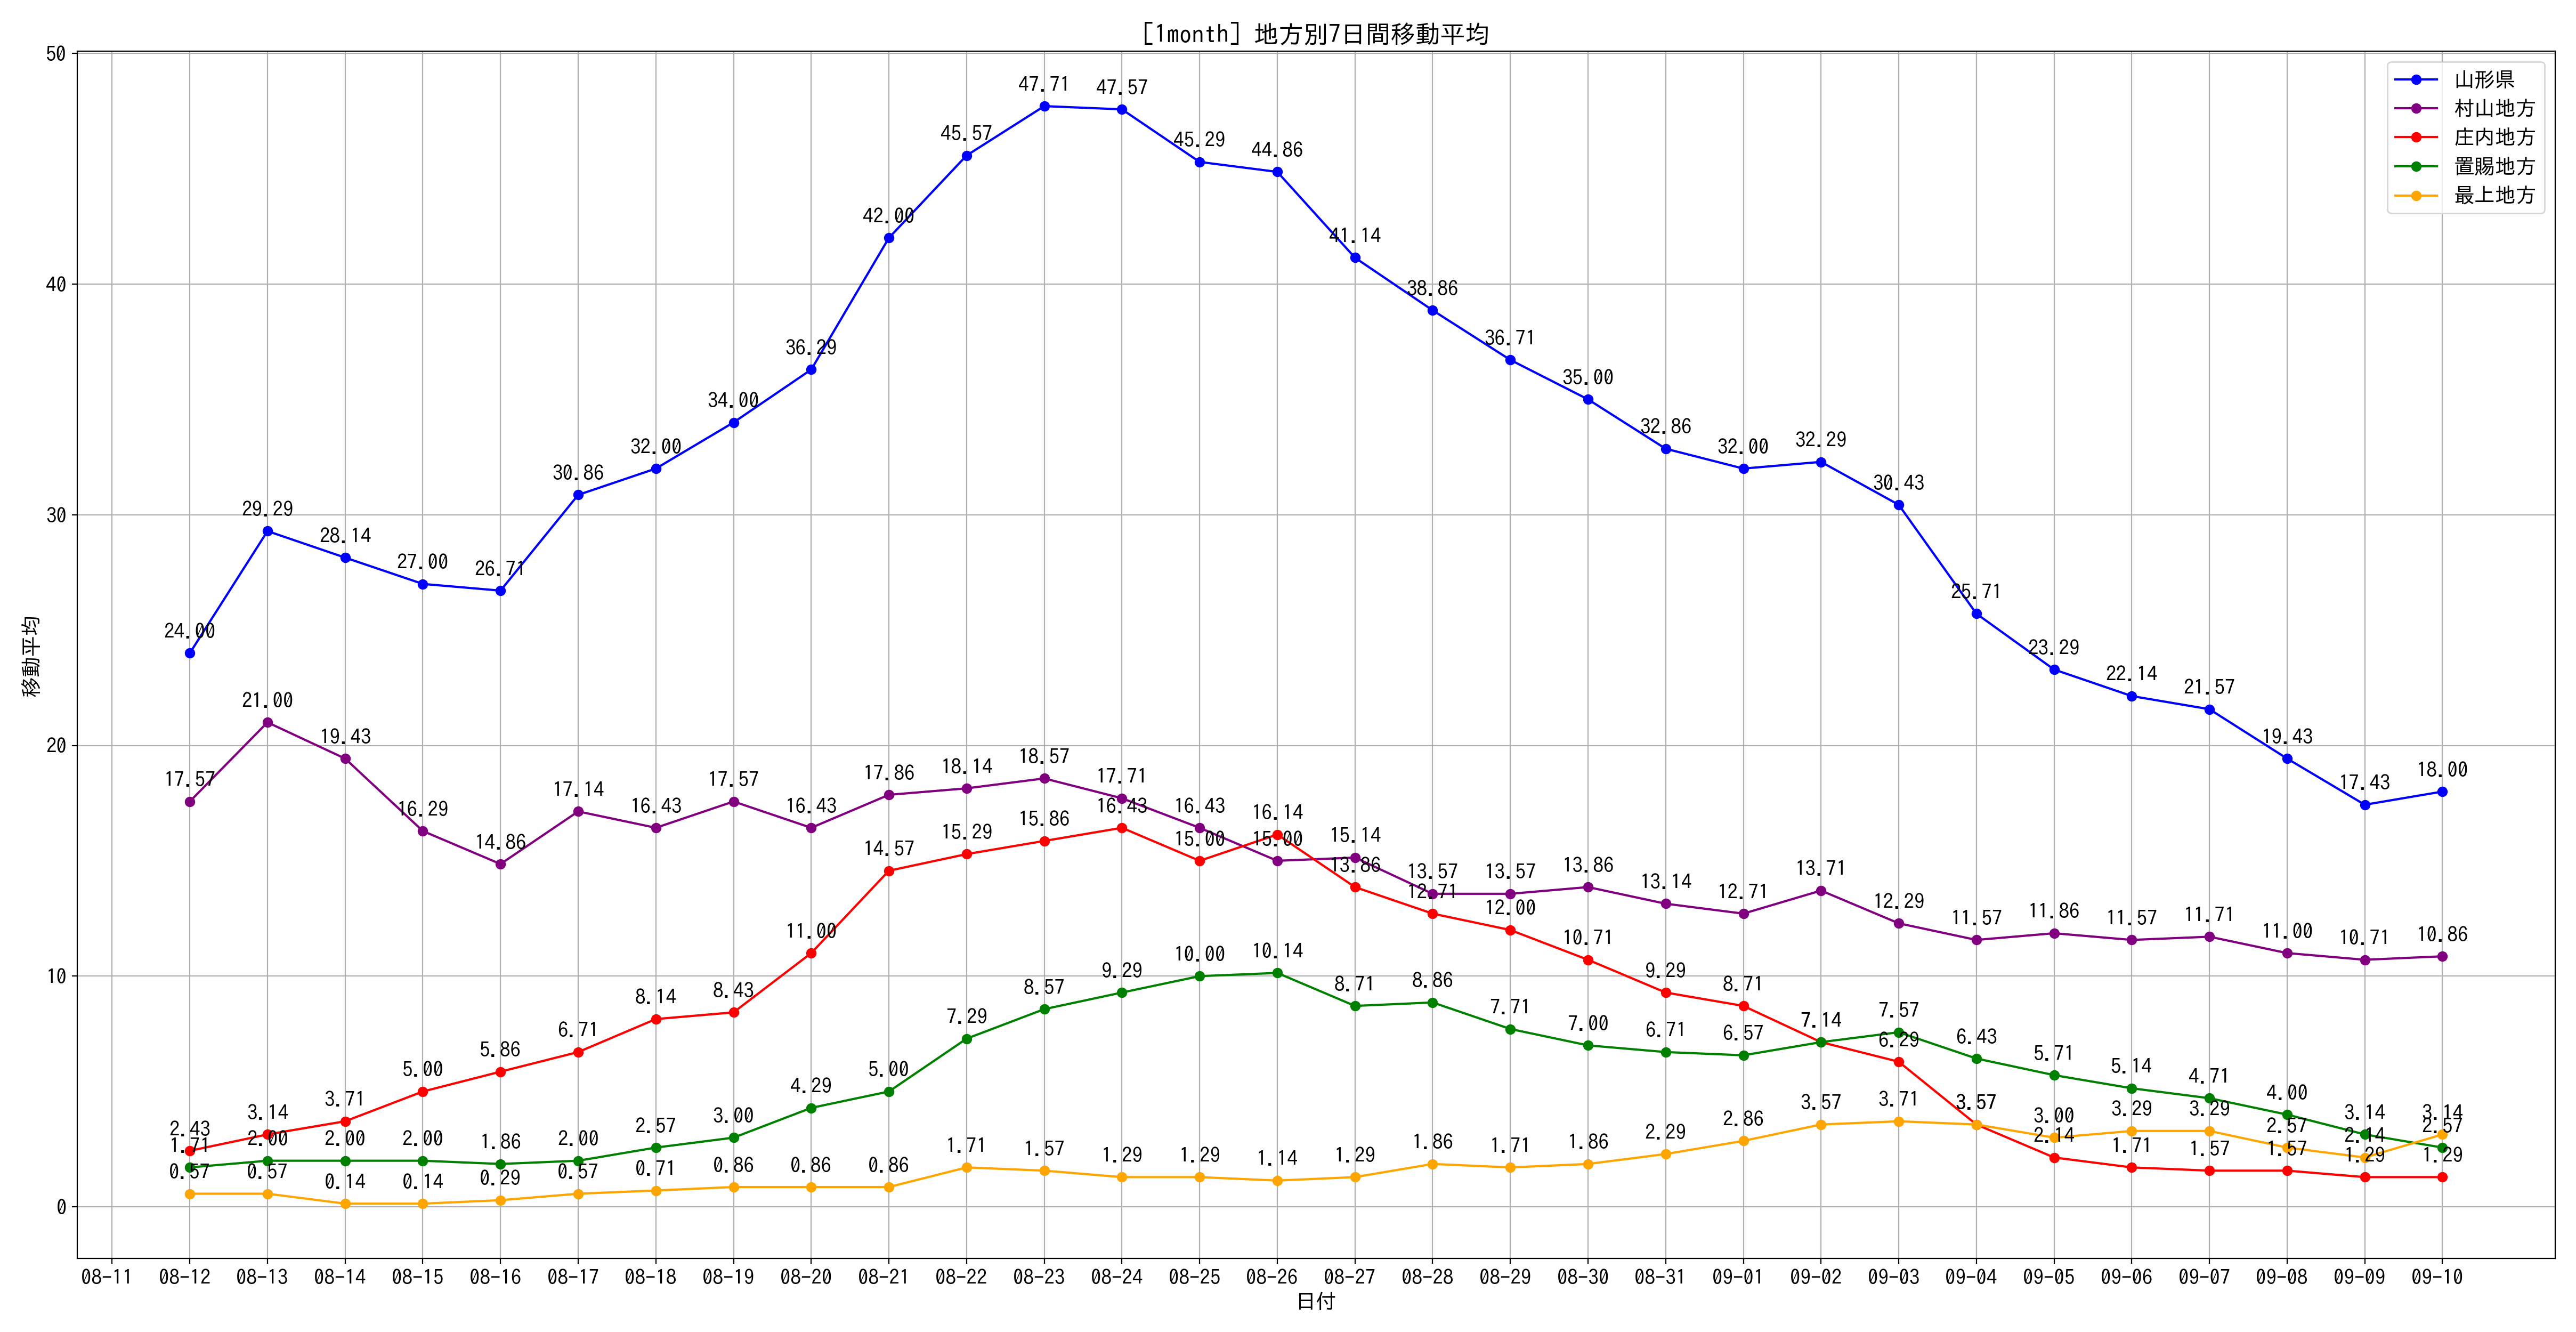 [1month] 地方別7日間移動平均
山形県
村山地方
庄内地方
置賜地方
最上地方
移動平均
50
40
30
20
10
0
24.00 29.29 28.14 27.00 26.71 30.86 32.00 34.00 36.29 42.00 45.57 47.71 47.57 45.29 44.86 41.14 38.86 36.71 35.00 32.86 32.00 32.29 30.43 25.71 23.29 22.14 21.57 19.43 17.43 18.00
17.57 21.00 19.43 16.29 14.86 17.14 16.43 17.57 16.43 17.86 18.14 18.57 17.71 16.43 15.00 15.14 13.57 13.57 13.86 13.14 12.71 13.71 12.29 11.57 11.86 11.57 11.71 11.00 10.71 10.86
2.43 3.14 3.71 5.00 5.86 6.71 8.14 8.43 11.00 14.57 15.29 15.86 16.43 15.00 16.14 13.86 12.71 12.00 10.71 9.29 8.71 7.14 6.29 3.57 2.14 1.71 1.57 1.57 1.29 1.29
1.71 2.00 2.00 2.00 1.86 2.00 2.57 3.00 4.29 5.00 7.29 8.57 9.29 10.00 10.14 8.71 8.86 7.71 7.00 6.71 6.57 7.14 7.57 6.43 5.71 5.14 4.71 4.00 3.14 2.57
0.57 0.57 0.14 0.14 0.29 0.57 0.71 0.86 0.86 0.86 1.71 1.57 1.29 1.29 1.14 1.29 1.86 1.71 1.86 2.29 2.86 3.57 3.71 3.57 3.00 3.29 3.29 2.57 2.14 3.14
08-11 08-12 08-13 08-14 08-15 08-16 08-17 08-18 08-19 08-20 08-21 08-22 08-23 08-24 08-25 08-26 08-27 08-28 08-29 08-30 08-31 09-01 09-02 09-03 09-04 09-05 09-06 09-07 09-08 09-09 09-10
日付